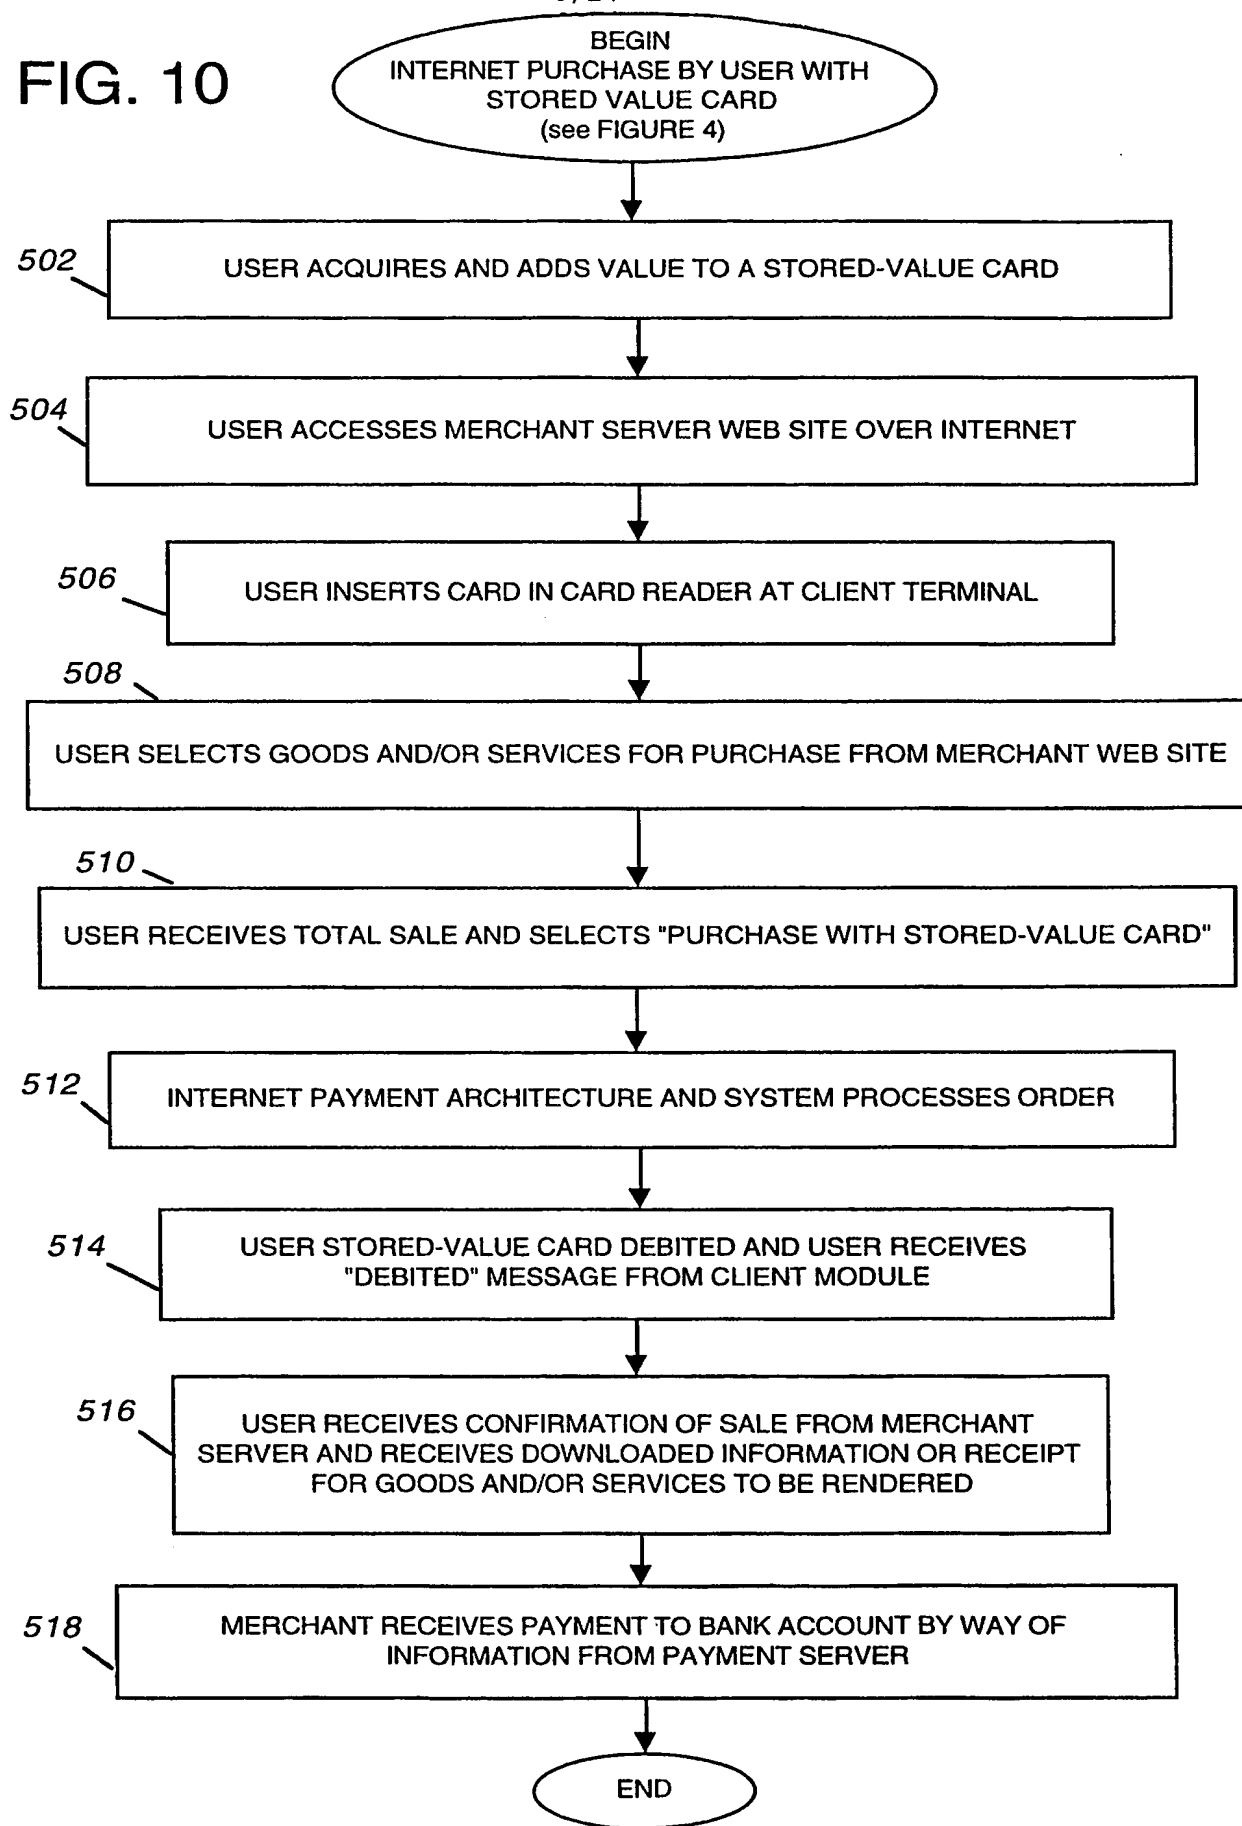 FIG. 10
BEGIN
INTERNET PURCHASE BY USER WITH
STORED VALUE CARD
(see FIGURE 4)
502
USER ACQUIRES AND ADDS VALUE TO A STORED-VALUE CARD
504
USER ACCESSES MERCHANT SERVER WEB SITE OVER INTERNET
506
USER INSERTS CARD IN CARD READER AT CLIENT TERMINAL
508
USER SELECTS GOODS AND/OR SERVICES FOR PURCHASE FROM MERCHANT WEB SITE
510
USER RECEIVES TOTAL SALE AND SELECTS "PURCHASE WITH STORED-VALUE CARD"
512
INTERNET PAYMENT ARCHITECTURE AND SYSTEM PROCESSES ORDER
514
USER STORED-VALUE CARD DEBITED AND USER RECEIVES
"DEBITED" MESSAGE FROM CLIENT MODULE
516
USER RECEIVES CONFIRMATION OF SALE FROM MERCHANT
SERVER AND RECEIVES DOWNLOADED INFORMATION OR RECEIPT
FOR GOODS AND/OR SERVICES TO BE RENDERED
518
MERCHANT RECEIVES PAYMENT TO BANK ACCOUNT BY WAY OF
INFORMATION FROM PAYMENT SERVER
END